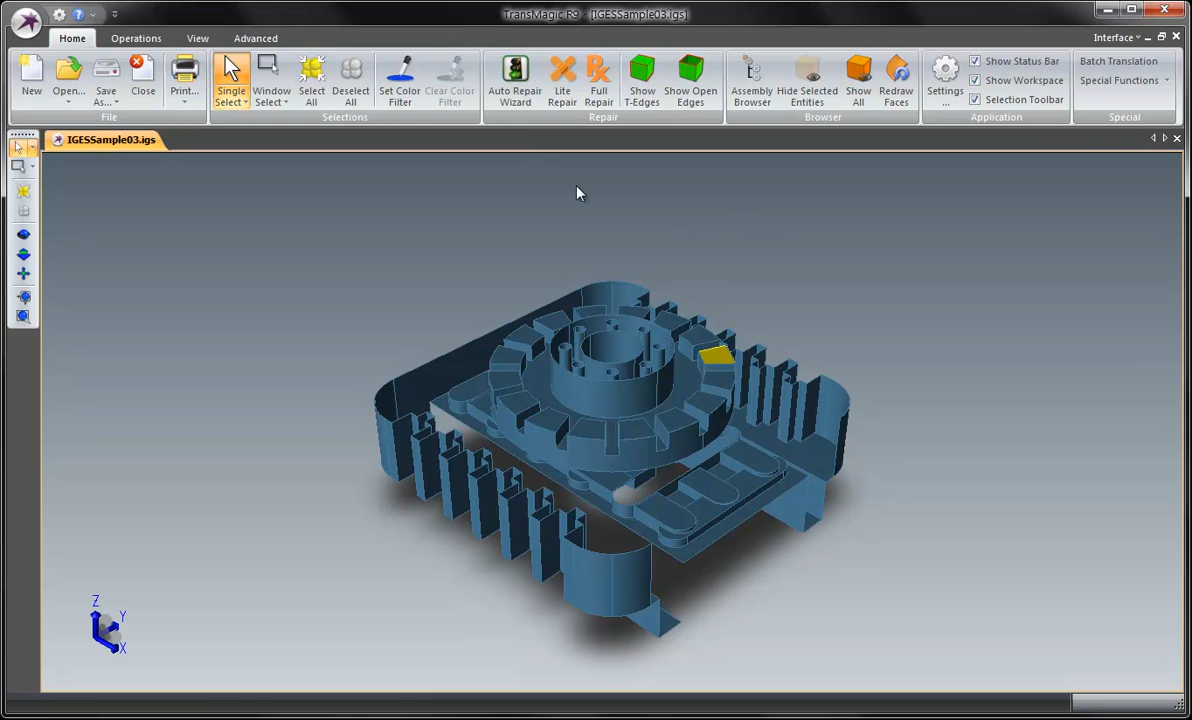 TransMagic R9 - [IGESSample03.igs]
Home Operations View Advanced Interface
New Open... Save As... Close Print...
File
Single Select Window Select Select All Deselect All Set Color Filter Clear Color Filter
Selections
Auto Repair Wizard Lite Repair Full Repair Show T-Edges Show Open Edges
Repair
Assembly Browser Hide Selected Entities Show All Redraw Faces
Browser
Settings ...
Show Status Bar
Show Workspace
Selection Toolbar
Application
Batch Translation
Special Functions
Special
IGESSample03.igs
Z
Y
X